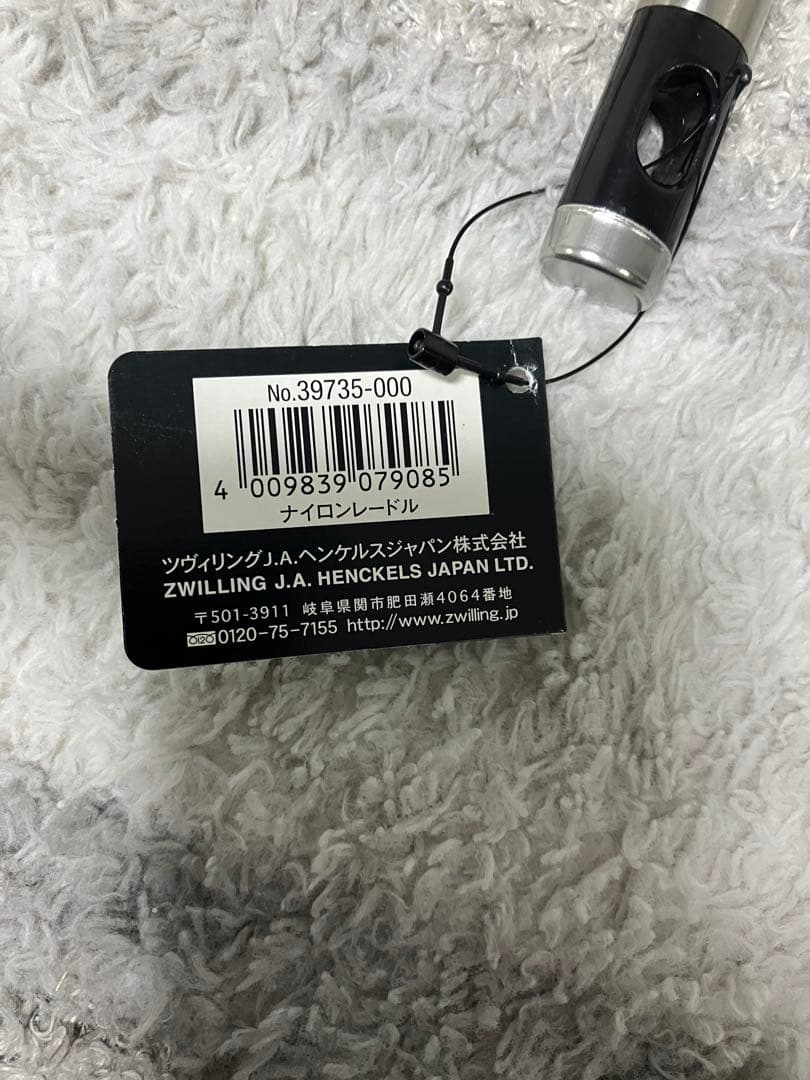 No.39735-000
4 009839 079085
ナイロンレードル
ツヴィリングJ.A.ヘンケルスジャパン株式会社
ZWILLING J.A. HENCKELS JAPAN LTD.
〒501-3911 岐阜県関市肥田瀬4064番地
0120 0120-75-7155 http://www.zwilling.jp